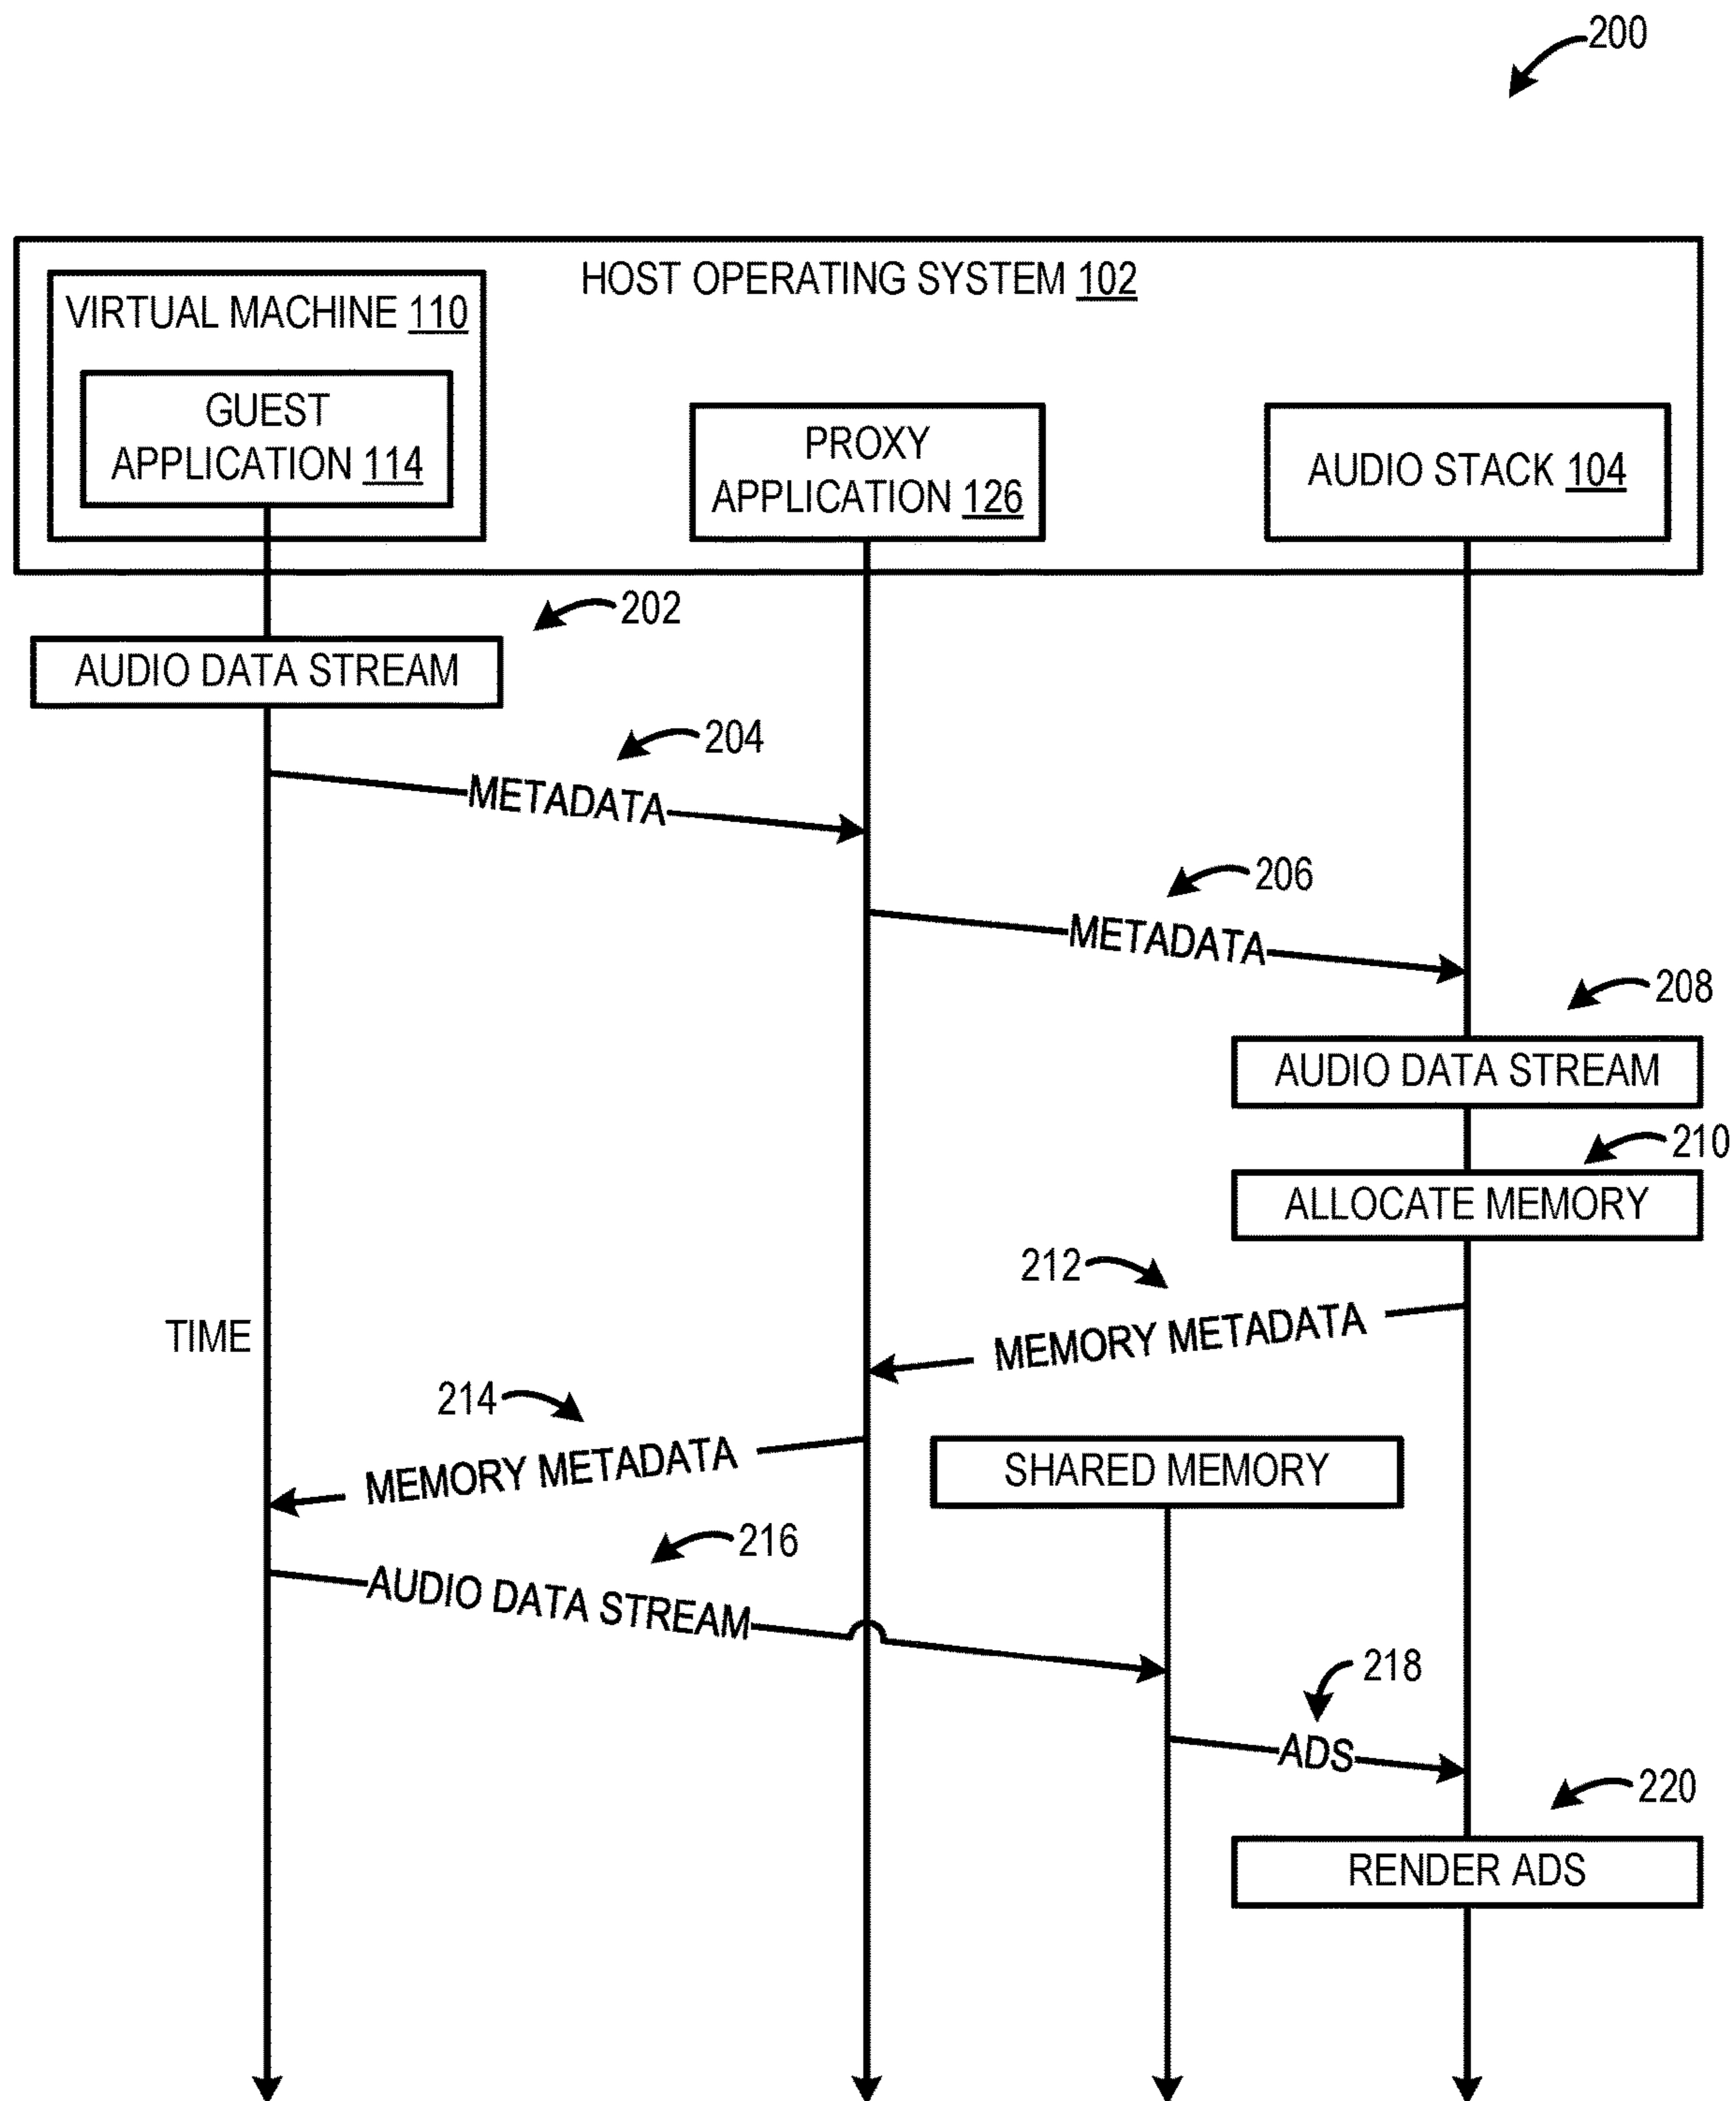 200
HOST OPERATING SYSTEM 102
VIRTUAL MACHINE 110
GUEST
APPLICATION 114
PROXY
APPLICATION 126
AUDIO STACK 104
202
AUDIO DATA STREAM
204
METADATA
206
METADATA
208
AUDIO DATA STREAM
210
ALLOCATE MEMORY
212
MEMORY METADATA
TIME
214
MEMORY METADATA
SHARED MEMORY
216
AUDIO DATA STREAM
218
ADS
220
RENDER ADS